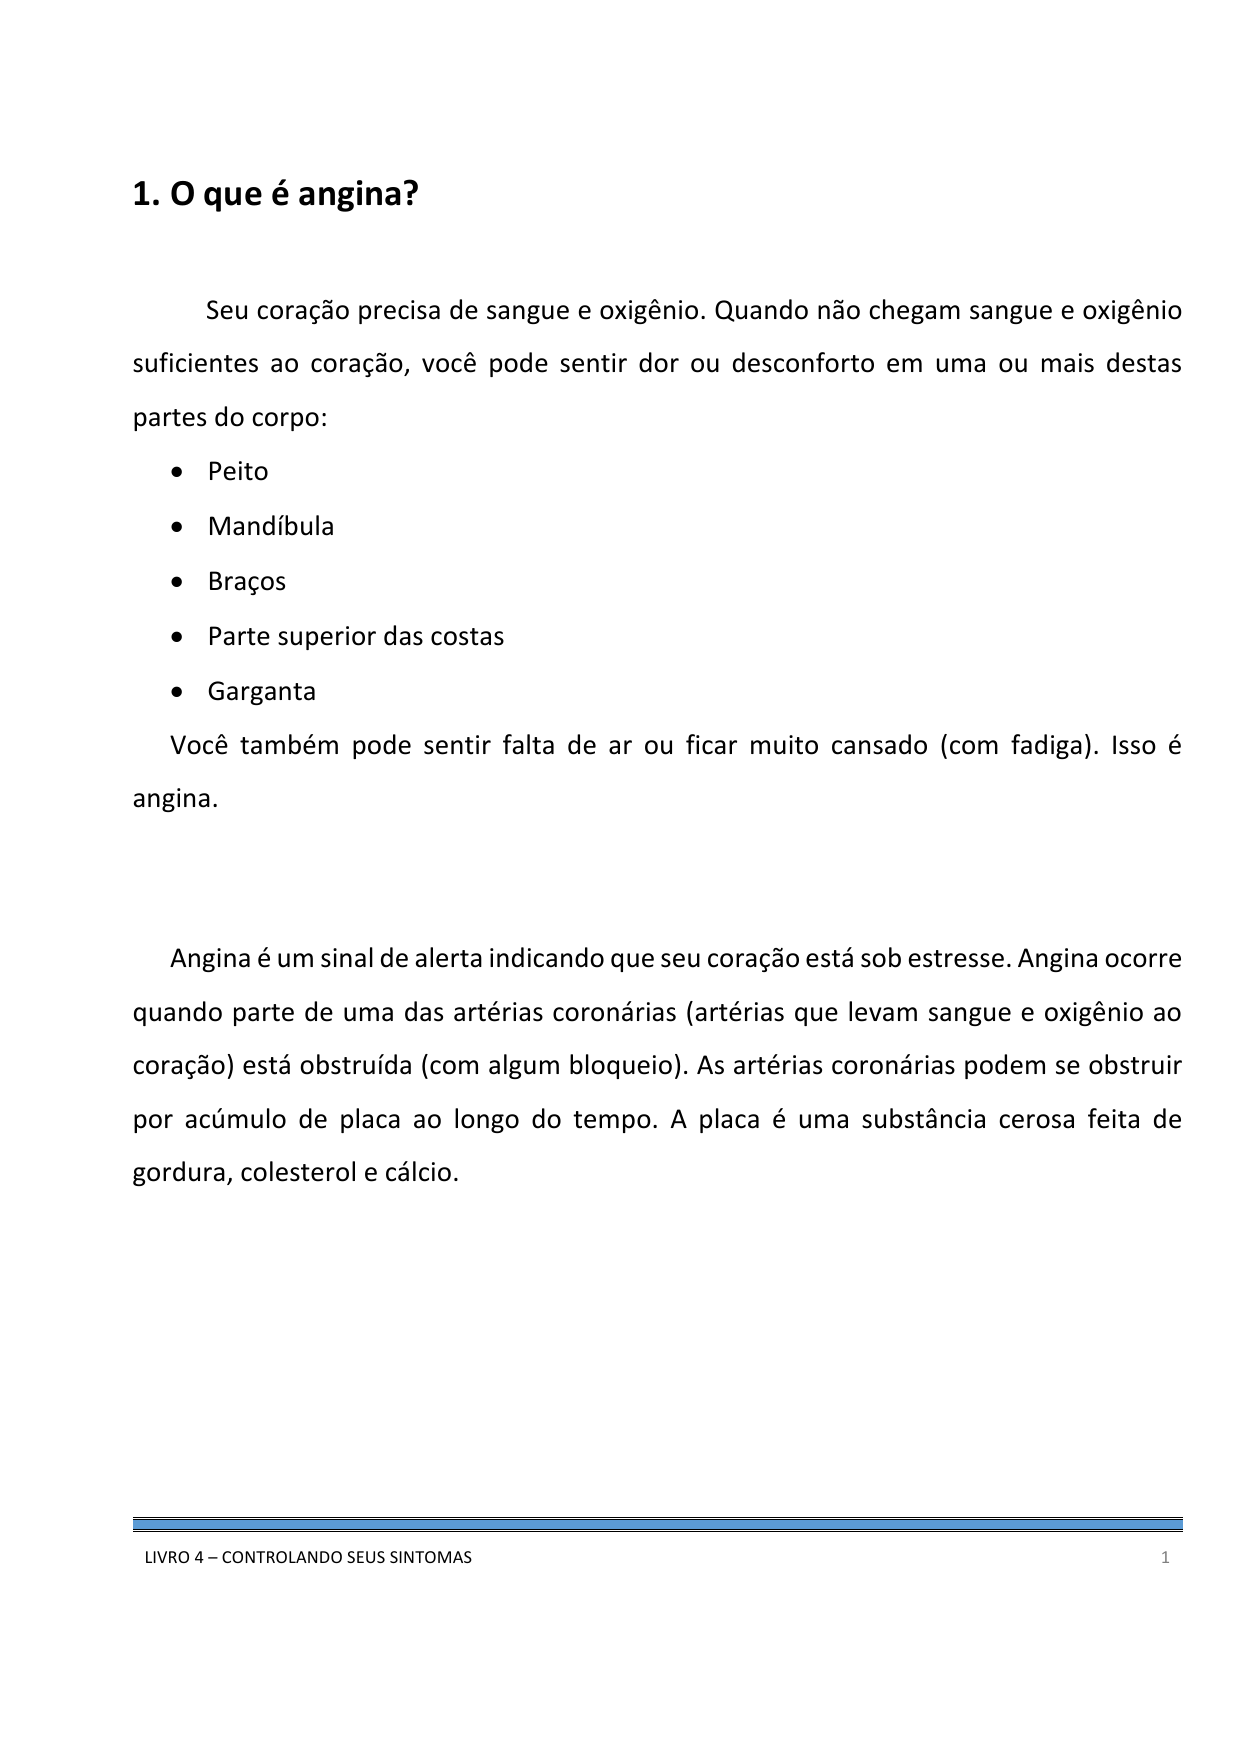 1. O que é angina?
Seu coração precisa de sangue e oxigênio. Quando não chegam sangue e oxigênio
suficientes ao coração, você pode sentir dor ou desconforto em uma ou mais destas
partes do corpo:
• Peito
• Mandíbula
• Braços
• Parte superior das costas
• Garganta
Você também pode sentir falta de ar ou ficar muito cansado (com fadiga). Isso é
angina.
Angina é um sinal de alerta indicando que seu coração está sob estresse. Angina ocorre
quando parte de uma das artérias coronárias (artérias que levam sangue e oxigênio ao
coração) está obstruída (com algum bloqueio). As artérias coronárias podem se obstruir
por acúmulo de placa ao longo do tempo. A placa é uma substância cerosa feita de
gordura, colesterol e cálcio.
LIVRO 4 – CONTROLANDO SEUS SINTOMAS 1